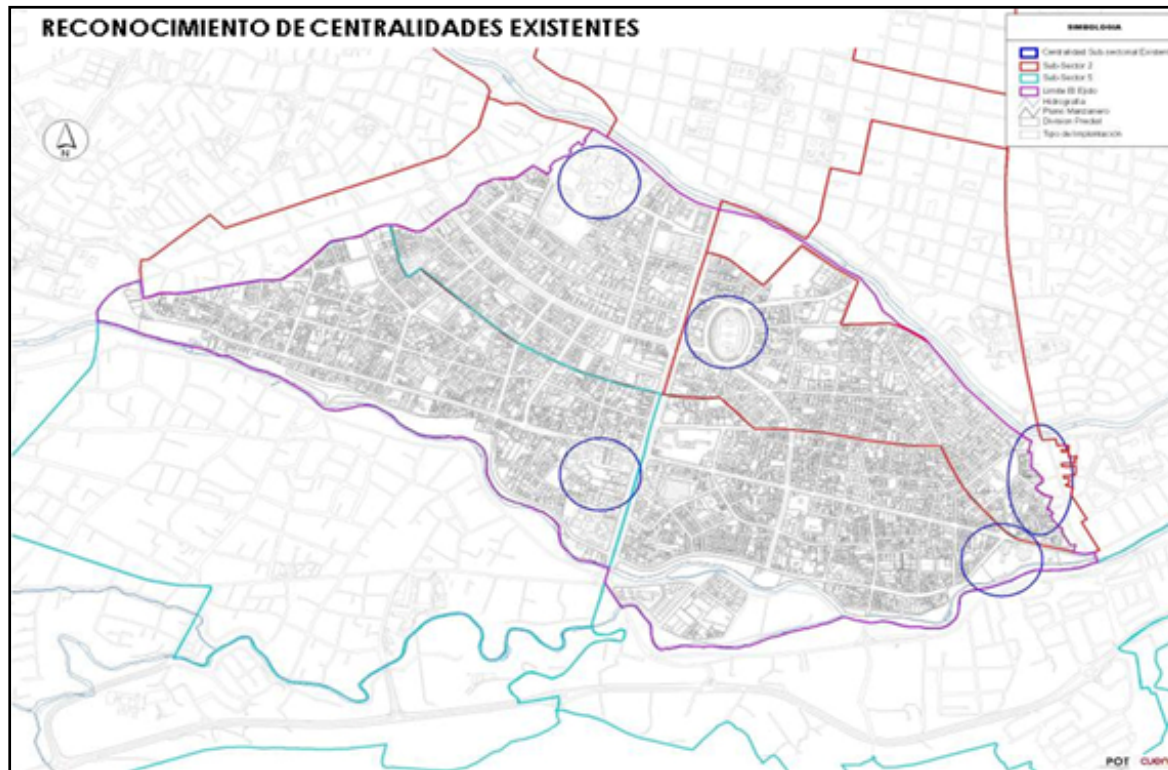 RECONOCIMIENTO DE CENTRALIDADES EXISTENTES
SIMBOLOGIA
Centralidad Sub-sectorial Existen
Sub-Sector 2
Sub-Sector 5
Limite El Ejido
Hidrografia
Plano Manzanero
Division Predial
Tipo de Implantación
N
POT cuen